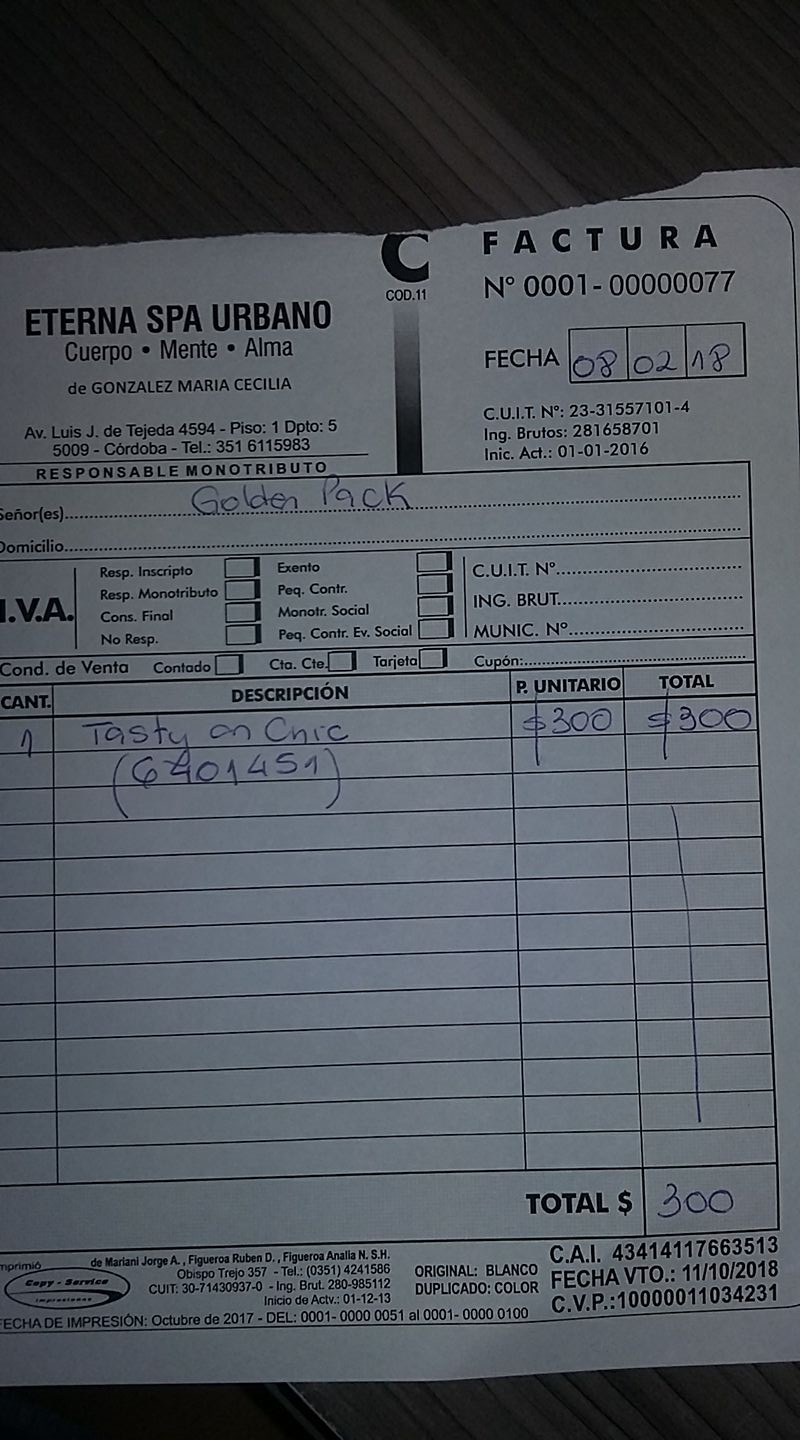 C
COD.11
FACTURA
Nº 0001-00000077
FECHA 08 02 18
ETERNA SPA URBANO
Cuerpo • Mente • Alma
de GONZALEZ MARIA CECILIA
Av. Luis J. de Tejeda 4594 - Piso: 1 Dpto: 5
5009 - Córdoba - Tel.: 351 6115983
RESPONSABLE MONOTRIBUTO
C.U.I.T. Nº: 23-31557101-4
Ing. Brutos: 281658701
Inic. Act.: 01-01-2016
Señor(es) Golden Pack
Domicilio
I.V.A.
Resp. Inscripto
Resp. Monotributo
Cons. Final
No Resp.
Exento
Peq. Contr.
Monotr. Social
Peq. Contr. Ev. Social
C.U.I.T. Nº
ING. BRUT.
MUNIC. Nº
Cond. de Venta Contado Cta. Cte. Tarjeta Cupón:
CANT. DESCRIPCIÓN P. UNITARIO TOTAL
1 Tasty on Chic $300 $300
(6401451)
TOTAL $ 300
mprimió
Copy - Service
Impresiones
de Mariani Jorge A., Figueroa Ruben D., Figueroa Analia N. S.H.
Obispo Trejo 357 - Tel.: (0351) 4241586
CUIT: 30-71430937-0 - Ing. Brut. 280-985112
Inicio de Actv.: 01-12-13
ORIGINAL: BLANCO
DUPLICADO: COLOR
C.A.I. 43414117663513
FECHA VTO.: 11/10/2018
C.V.P.:10000011034231
FECHA DE IMPRESIÓN: Octubre de 2017 - DEL: 0001- 0000 0051 al 0001- 0000 0100